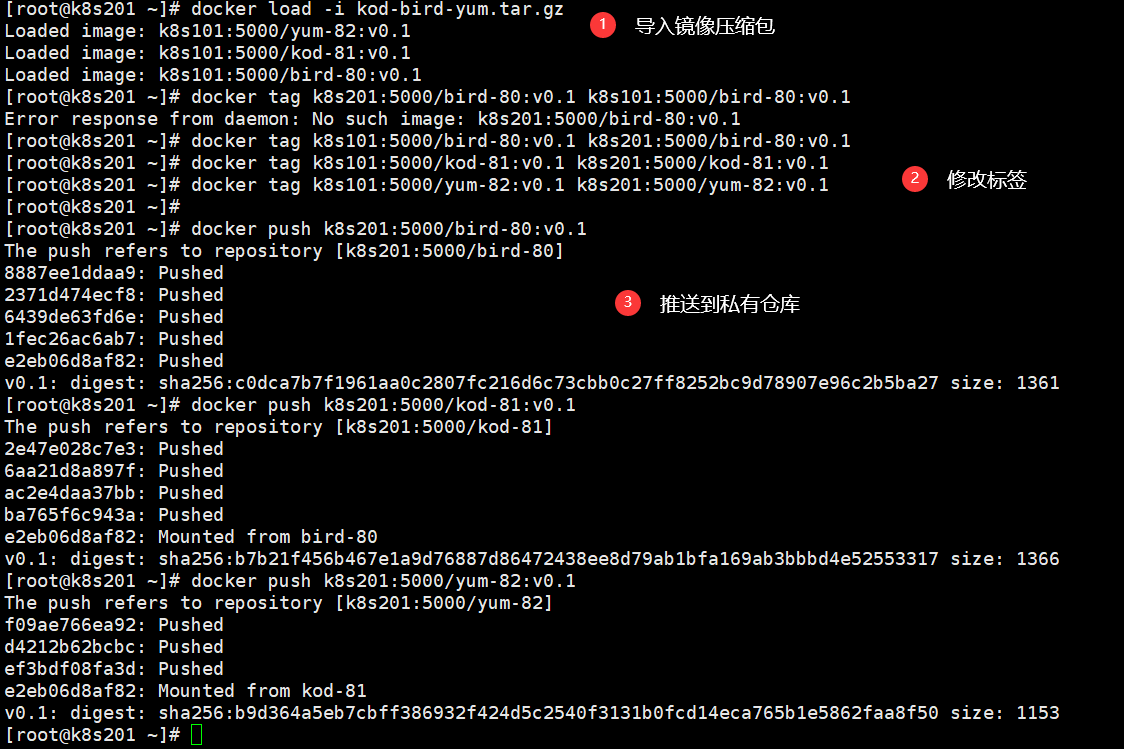 [root@k8s201 ~]# docker load -i kod-bird-yum.tar.gz
1 导入镜像压缩包
Loaded image: k8s101:5000/yum-82:v0.1
Loaded image: k8s101:5000/kod-81:v0.1
Loaded image: k8s101:5000/bird-80:v0.1
[root@k8s201 ~]# docker tag k8s201:5000/bird-80:v0.1 k8s101:5000/bird-80:v0.1
Error response from daemon: No such image: k8s201:5000/bird-80:v0.1
[root@k8s201 ~]# docker tag k8s101:5000/bird-80:v0.1 k8s201:5000/bird-80:v0.1
[root@k8s201 ~]# docker tag k8s101:5000/kod-81:v0.1 k8s201:5000/kod-81:v0.1
[root@k8s201 ~]# docker tag k8s101:5000/yum-82:v0.1 k8s201:5000/yum-82:v0.1
2 修改标签
[root@k8s201 ~]#
[root@k8s201 ~]# docker push k8s201:5000/bird-80:v0.1
The push refers to repository [k8s201:5000/bird-80]
8887ee1ddaa9: Pushed
2371d474ecf8: Pushed
3 推送到私有仓库
6439de63fd6e: Pushed
1fec26ac6ab7: Pushed
e2eb06d8af82: Pushed
v0.1: digest: sha256:c0dca7b7f1961aa0c2807fc216d6c73cbb0c27ff8252bc9d78907e96c2b5ba27 size: 1361
[root@k8s201 ~]# docker push k8s201:5000/kod-81:v0.1
The push refers to repository [k8s201:5000/kod-81]
2e47e028c7e3: Pushed
6aa21d8a897f: Pushed
ac2e4daa37bb: Pushed
ba765f6c943a: Pushed
e2eb06d8af82: Mounted from bird-80
v0.1: digest: sha256:b7b21f456b467e1a9d76887d86472438ee8d79ab1bfa169ab3bbbd4e52553317 size: 1366
[root@k8s201 ~]# docker push k8s201:5000/yum-82:v0.1
The push refers to repository [k8s201:5000/yum-82]
f09ae766ea92: Pushed
d4212b62bcbc: Pushed
ef3bdf08fa3d: Pushed
e2eb06d8af82: Mounted from kod-81
v0.1: digest: sha256:b9d364a5eb7cbff386932f424d5c2540f3131b0fcd14eca765b1e5862faa8f50 size: 1153
[root@k8s201 ~]#